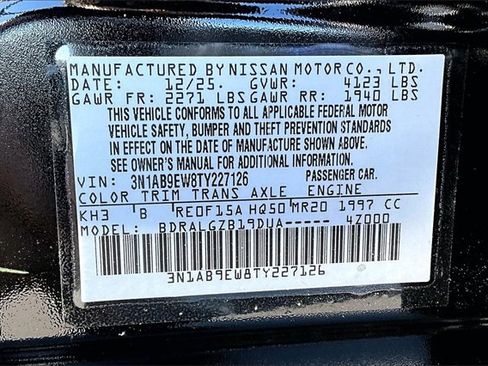 MANUFACTURED BY NISSAN MOTOR CO., LTD.
DATE: 12/25. GVWR: 4123 LBS
GAWR FR: 2271 LBS GAWR RR: 1940 LBS
THIS VEHICLE CONFORMS TO ALL APPLICABLE FEDERAL MOTOR
VEHICLE SAFETY, BUMPER AND THEFT PREVENTION STANDARDS
IN EFFECT ON THE DATE OF MANUFACTURE SHOWN ABOVE.
SEE OWNER'S MANUAL FOR ADDITIONAL INFORMATION.
VIN: 3N1AB9EW8TY227126 PASSENGER CAR.
COLOR TRIM TRANS AXLE ENGINE
KH3 B RE0F15A HQ50 MR20 1997 CC
MODEL: BDRALGZB19DUA----- 4Z000
3N1AB9EW8TY227126